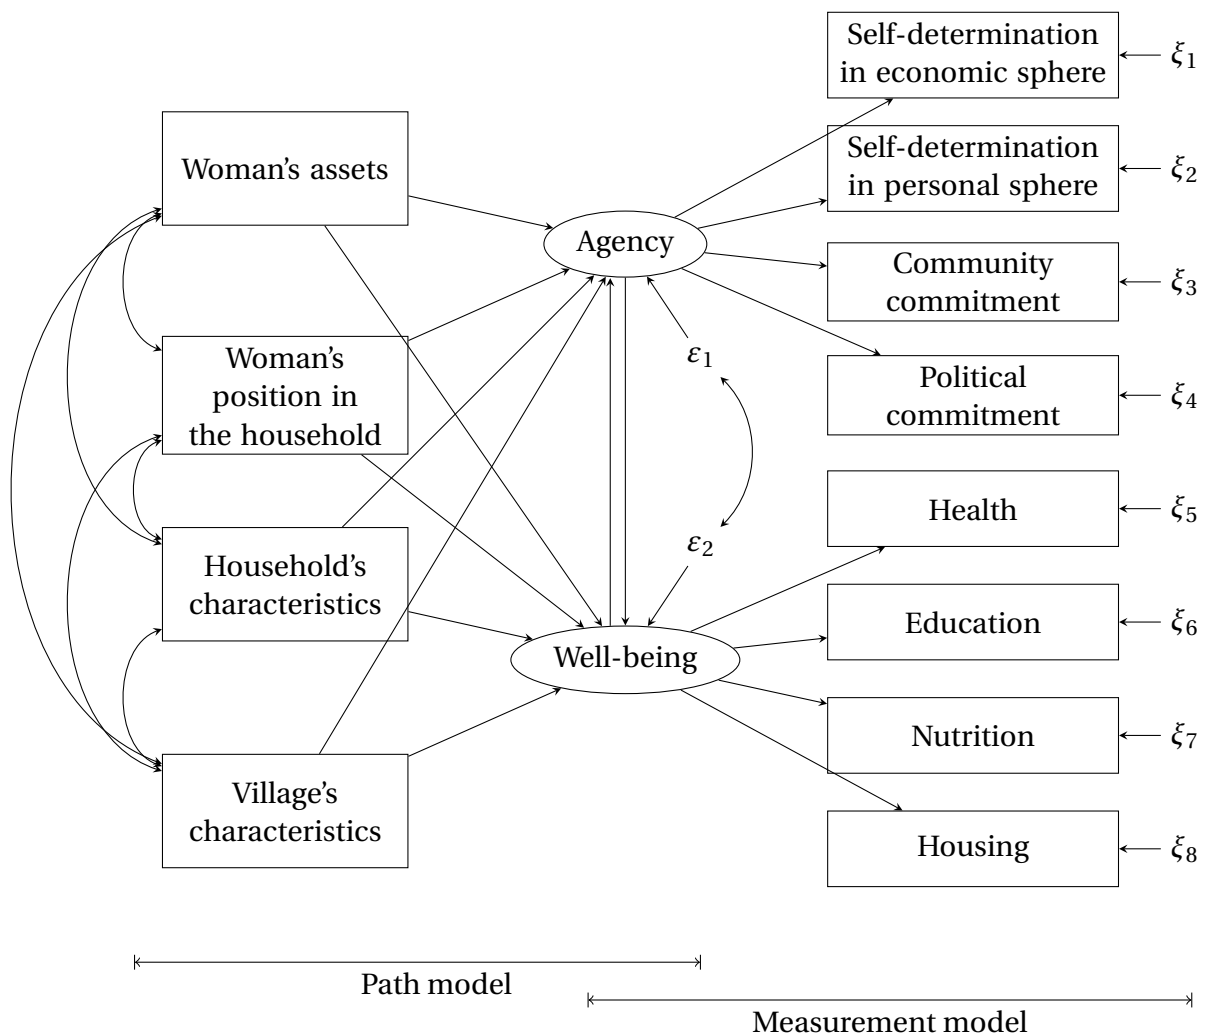 Self-determination
in economic sphere
ξ1
Woman's assets
Self-determination
in personal sphere
ξ2
Agency
Community
commitment
ξ3
Woman's
position in
the household
ε1
Political
commitment
ξ4
Health
ξ5
ε2
Household's
characteristics
Education
ξ6
Well-being
Nutrition
ξ7
Village's
characteristics
Housing
ξ8
Path model
Measurement model